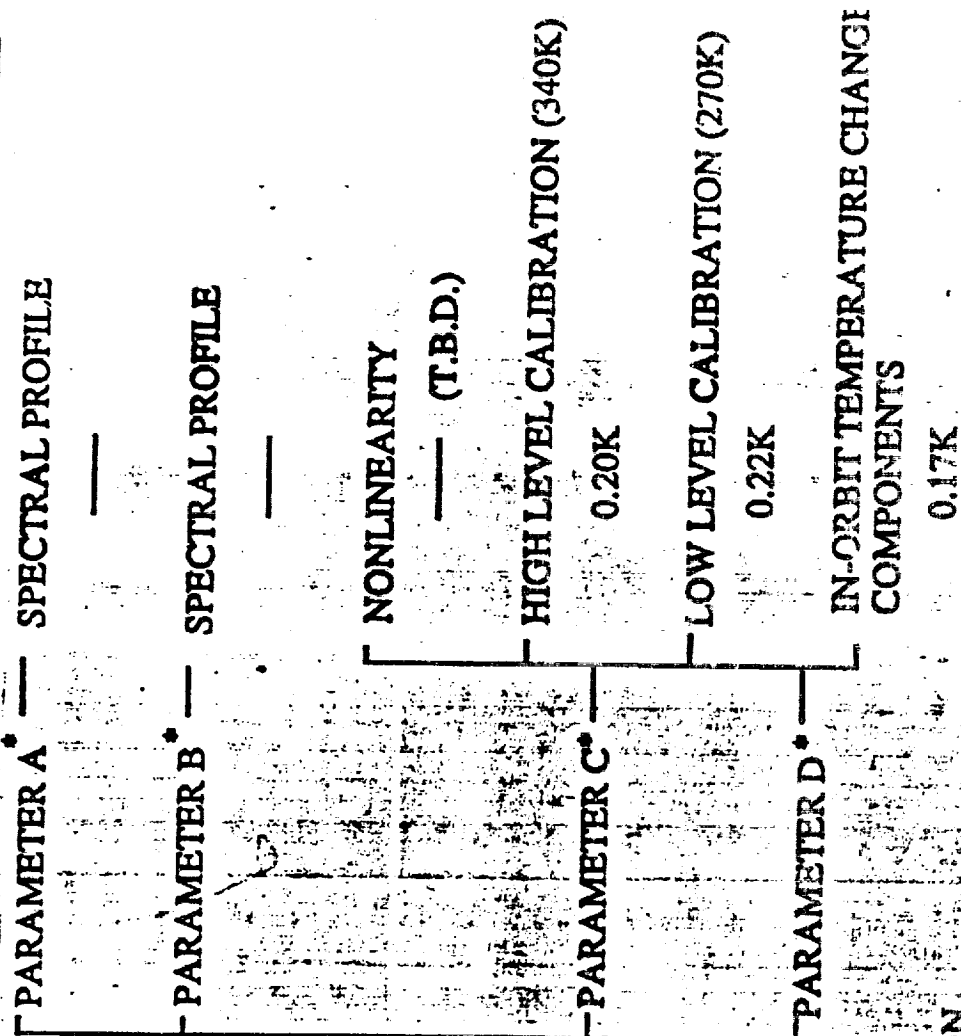 PARAMETER A* — SPECTRAL PROFILE
—
PARAMETER B* — SPECTRAL PROFILE
—
NONLINEARITY
— (T.B.D.)
HIGH LEVEL CALIBRATION (340K)
0.20K
PARAMETER C*
LOW LEVEL CALIBRATION (270K)
0.22K
PARAMETER D*
IN-ORBIT TEMPERATURE CHANGE
COMPONENTS
0.17K
N